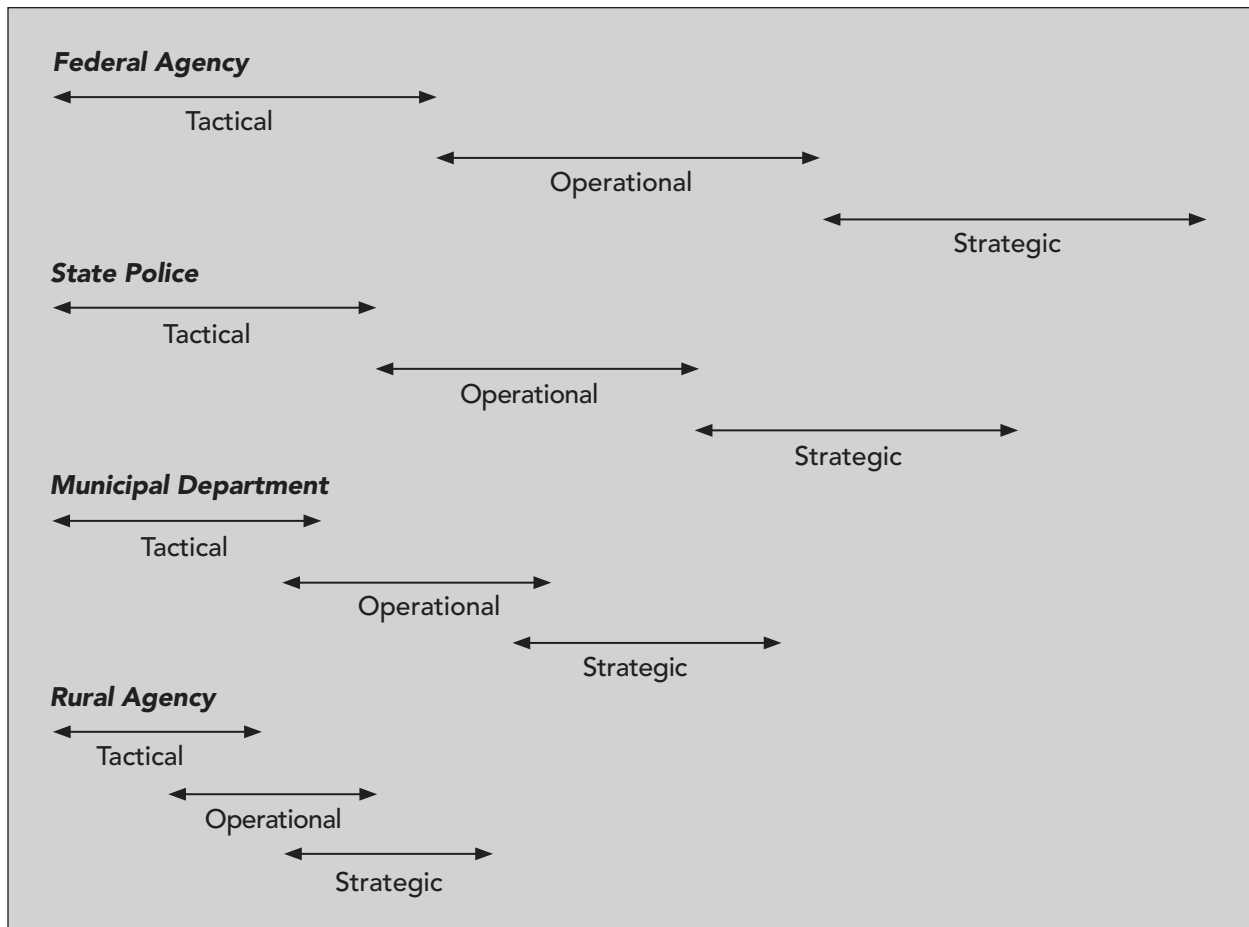 Federal Agency
Tactical
Operational
Strategic
State Police
Tactical
Operational
Strategic
Municipal Department
Tactical
Operational
Strategic
Rural Agency
Tactical
Operational
Strategic